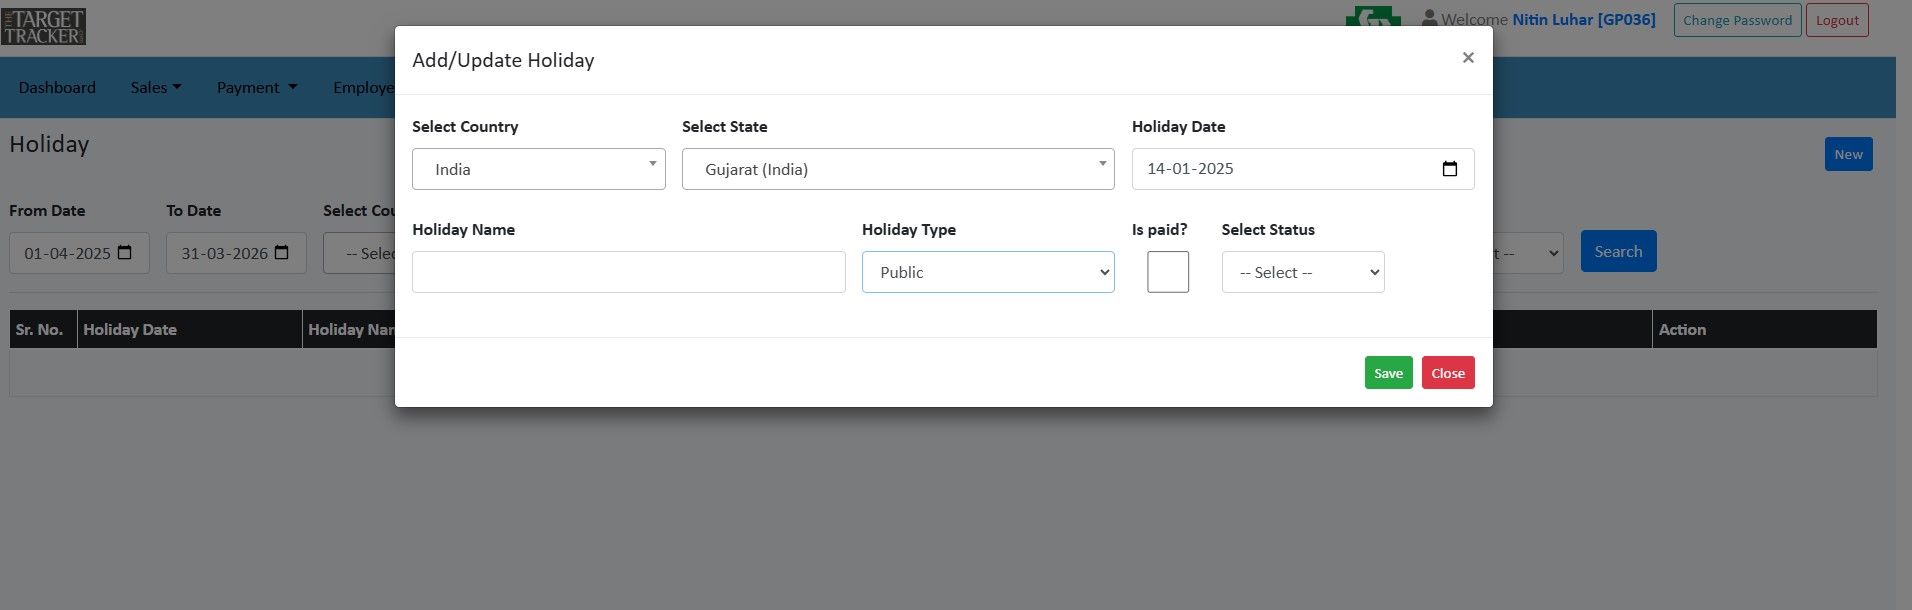 THE TARGET TRACKER
Welcome Nitin Luhar [GP036] Change Password Logout
Dashboard Sales Payment Employe
Holiday
New
From Date To Date Select Cou
01-04-2025 31-03-2026 -- Selec t -- Search
Sr. No. Holiday Date Holiday Nar Action
Add/Update Holiday ×
Select Country Select State Holiday Date
India Gujarat (India) 14-01-2025
Holiday Name Holiday Type Is paid? Select Status
Public -- Select --
Save Close